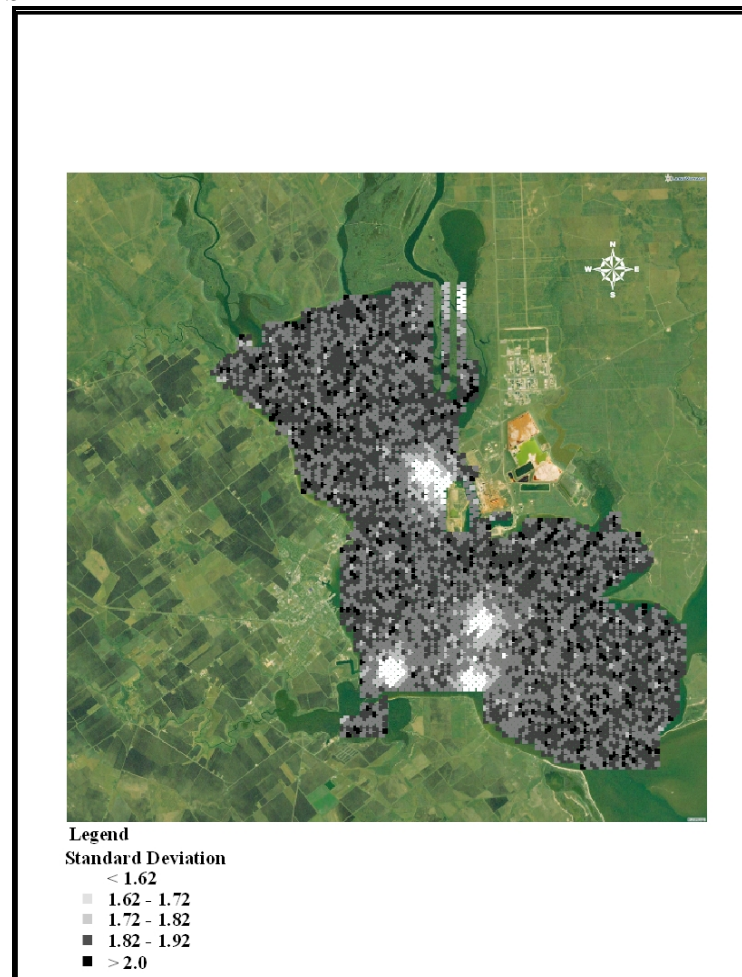 N
W E
S
Legend
Standard Deviation
< 1.62
1.62 - 1.72
1.72 - 1.82
1.82 - 1.92
> 2.0